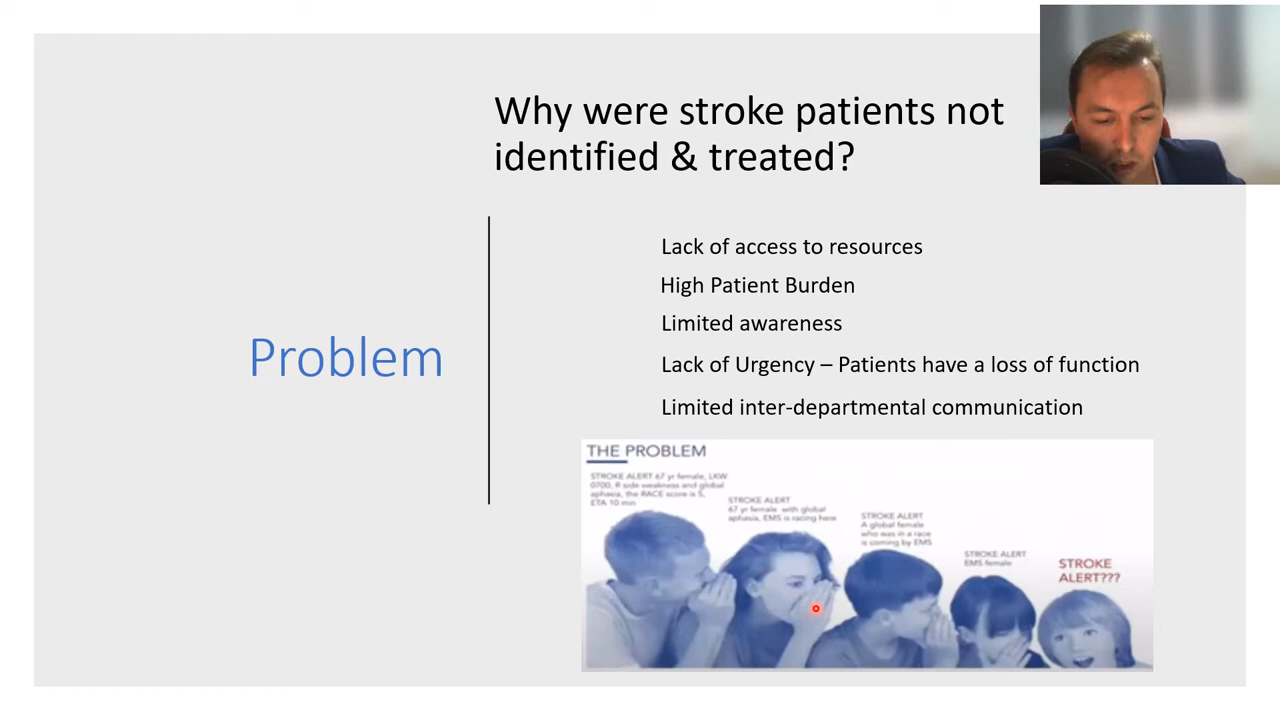 Why were stroke patients not
identified & treated?
Problem
Lack of access to resources
High Patient Burden
Limited awareness
Lack of Urgency – Patients have a loss of function
Limited inter-departmental communication
THE PROBLEM
STROKE ALERT 67 yr female, LKW
0700, R side weakness and global
aphasia, the RACE score is 5,
ETA 10 min
STROKE ALERT
67 yr female with global
aphasia, EMS is racing here
STROKE ALERT
A global female
who was in a race
is coming by EMS
STROKE ALERT
EMS female
STROKE
ALERT???